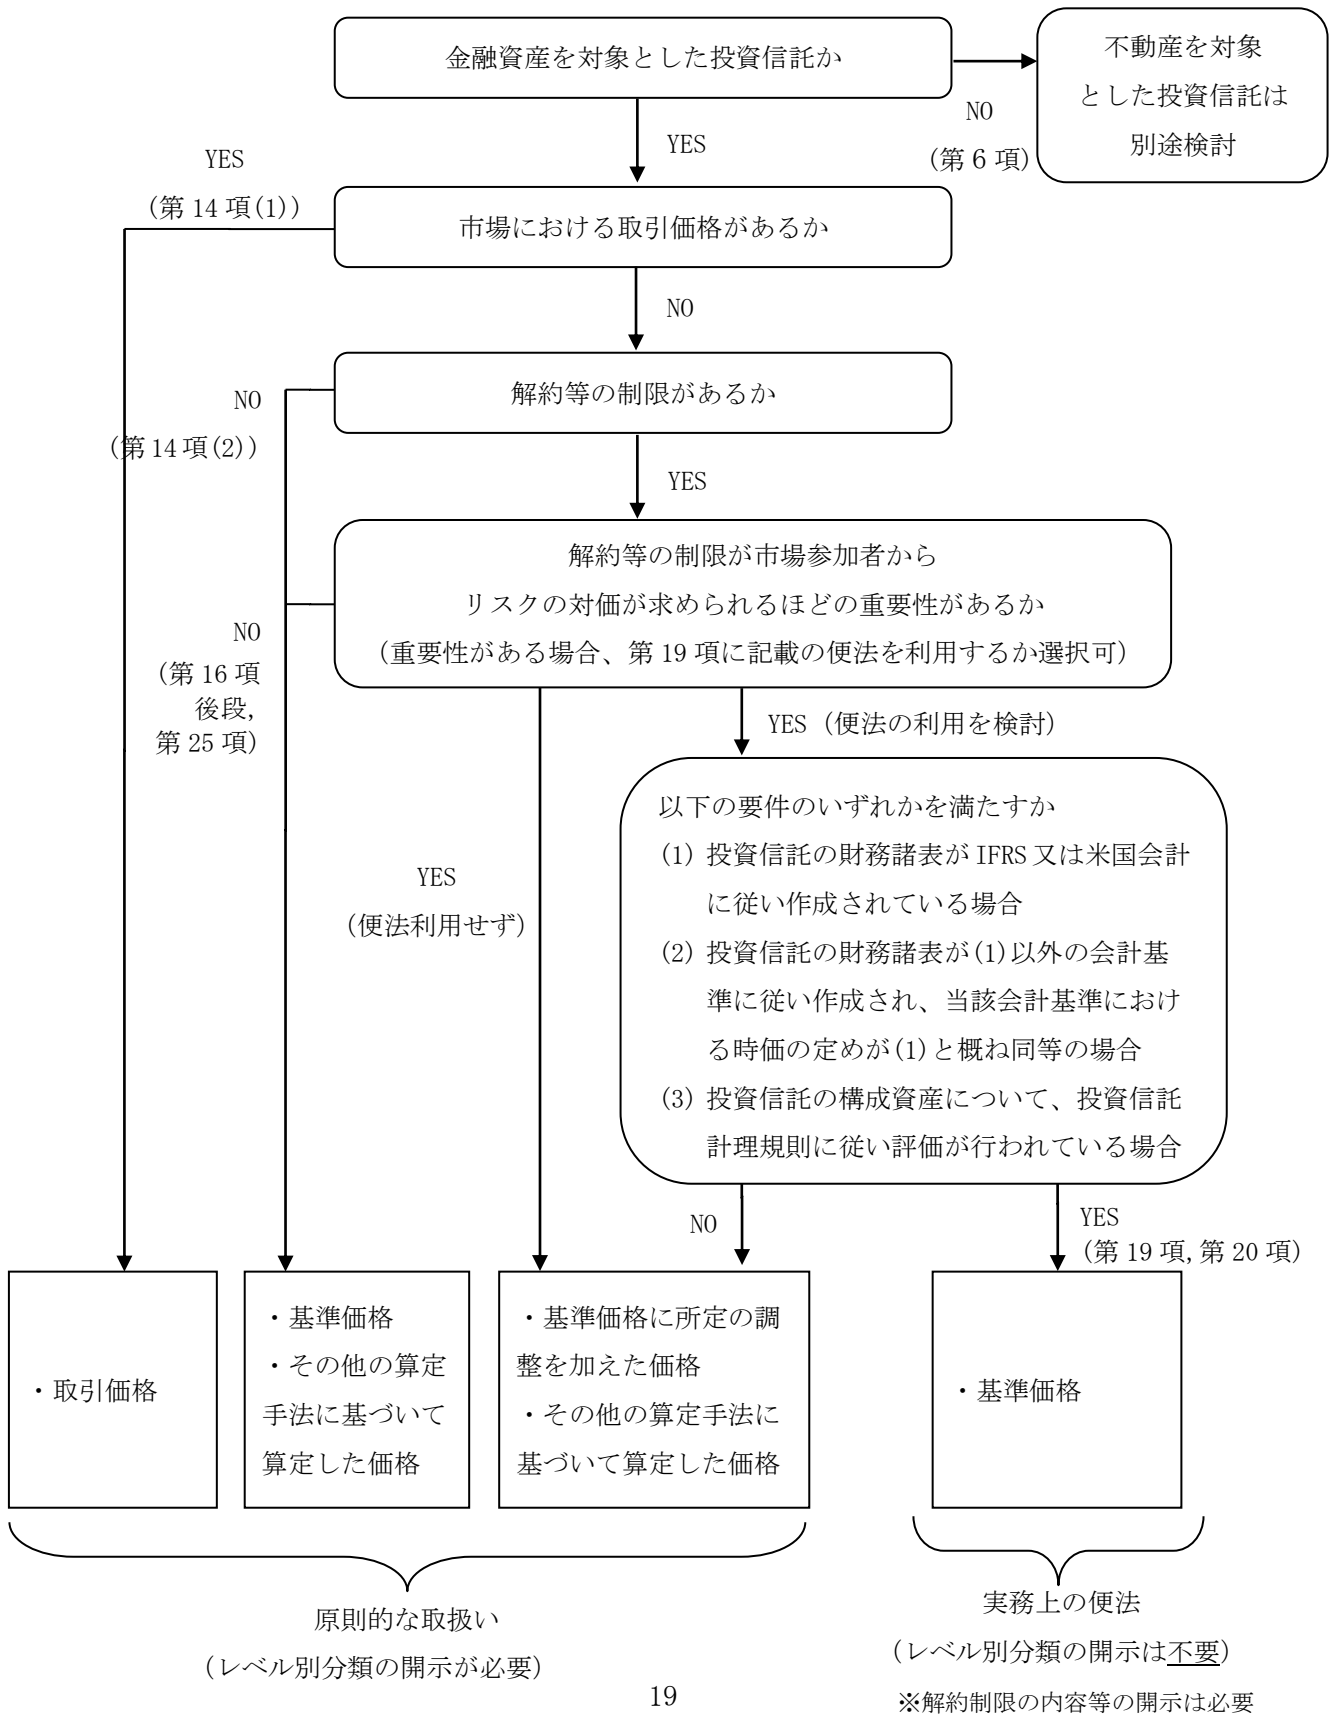 金融資産を対象とした投資信託か
不動産を対象
とした投資信託は
別途検討
NO
(第 6 項)
YES
YES
(第 14 項(1))
市場における取引価格があるか
NO
解約等の制限があるか
NO
(第 14 項(2))
YES
解約等の制限が市場参加者から
リスクの対価が求められるほどの重要性があるか
(重要性がある場合、第 19 項に記載の便法を利用するか選択可)
NO
(第 16 項
後段,
第 25 項)
YES (便法の利用を検討)
以下の要件のいずれかを満たすか
(1) 投資信託の財務諸表が IFRS 又は米国会計
に従い作成されている場合
(2) 投資信託の財務諸表が(1)以外の会計基
準に従い作成され、当該会計基準におけ
る時価の定めが(1)と概ね同等の場合
(3) 投資信託の構成資産について、投資信託
計理規則に従い評価が行われている場合
YES
(便法利用せず)
NO
YES
(第 19 項, 第 20 項)
・取引価格
・基準価格
・その他の算定
手法に基づいて
算定した価格
・基準価格に所定の調
整を加えた価格
・その他の算定手法に
基づいて算定した価格
・基準価格
原則的な取扱い
(レベル別分類の開示が必要)
実務上の便法
(レベル別分類の開示は不要)
※解約制限の内容等の開示は必要
19